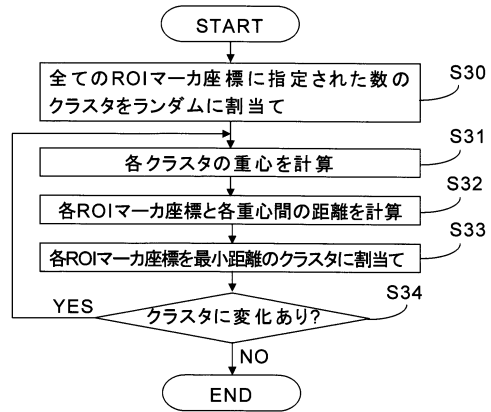 START
全てのROIマーカ座標に指定された数の
クラスタをランダムに割当て
S30
各クラスタの重心を計算
S31
各ROIマーカ座標と各重心間の距離を計算
S32
各ROIマーカ座標を最小距離のクラスタに割当て
S33
クラスタに変化あり?
S34
YES
NO
END